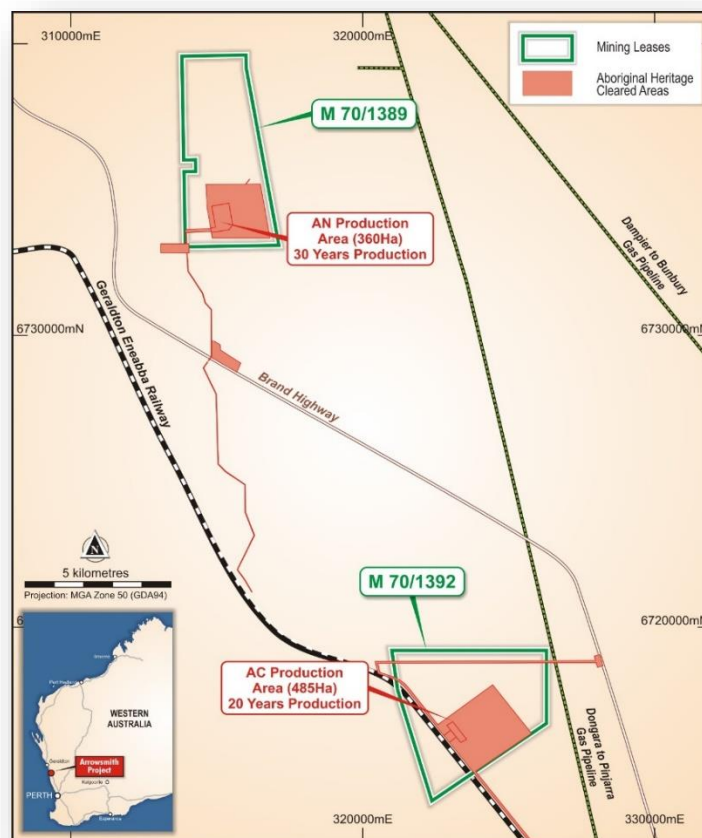 310000mE
320000mE
Mining Leases
Aboriginal Heritage
Cleared Areas
M 70/1389
AN Production
Area (360Ha)
30 Years Production
Dampier to Bunbury
Gas Pipeline
6730000mN
6730000mN
Geraldton Eneabba Railway
Brand Highway
N
5 kilometres
Projection: MGA Zone 50 (GDA94)
M 70/1392
6720000mN
AC Production
Area (485Ha)
20 Years Production
Dongara to Pinjarra
Gas Pipeline
WESTERN
AUSTRALIA
Geraldton
Arrowsmith
Project
Kalgoorlie
PERTH
Esperance
320000mE
330000mE